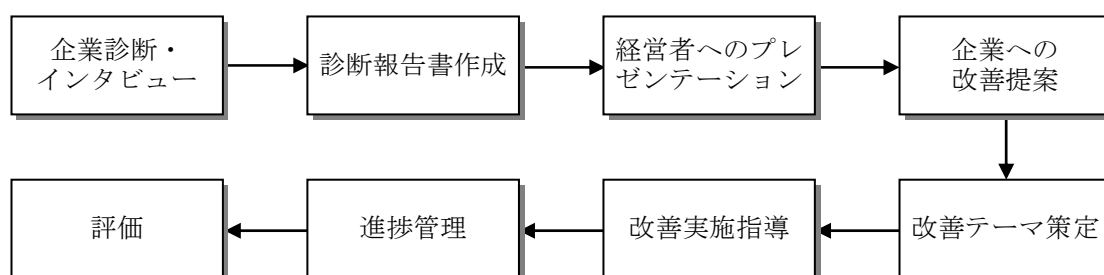 企業診断・
インタビュー
診断報告書作成
経営者へのプレ
ゼンテーション
企業への
改善提案
改善テーマ策定
改善実施指導
進捗管理
評価